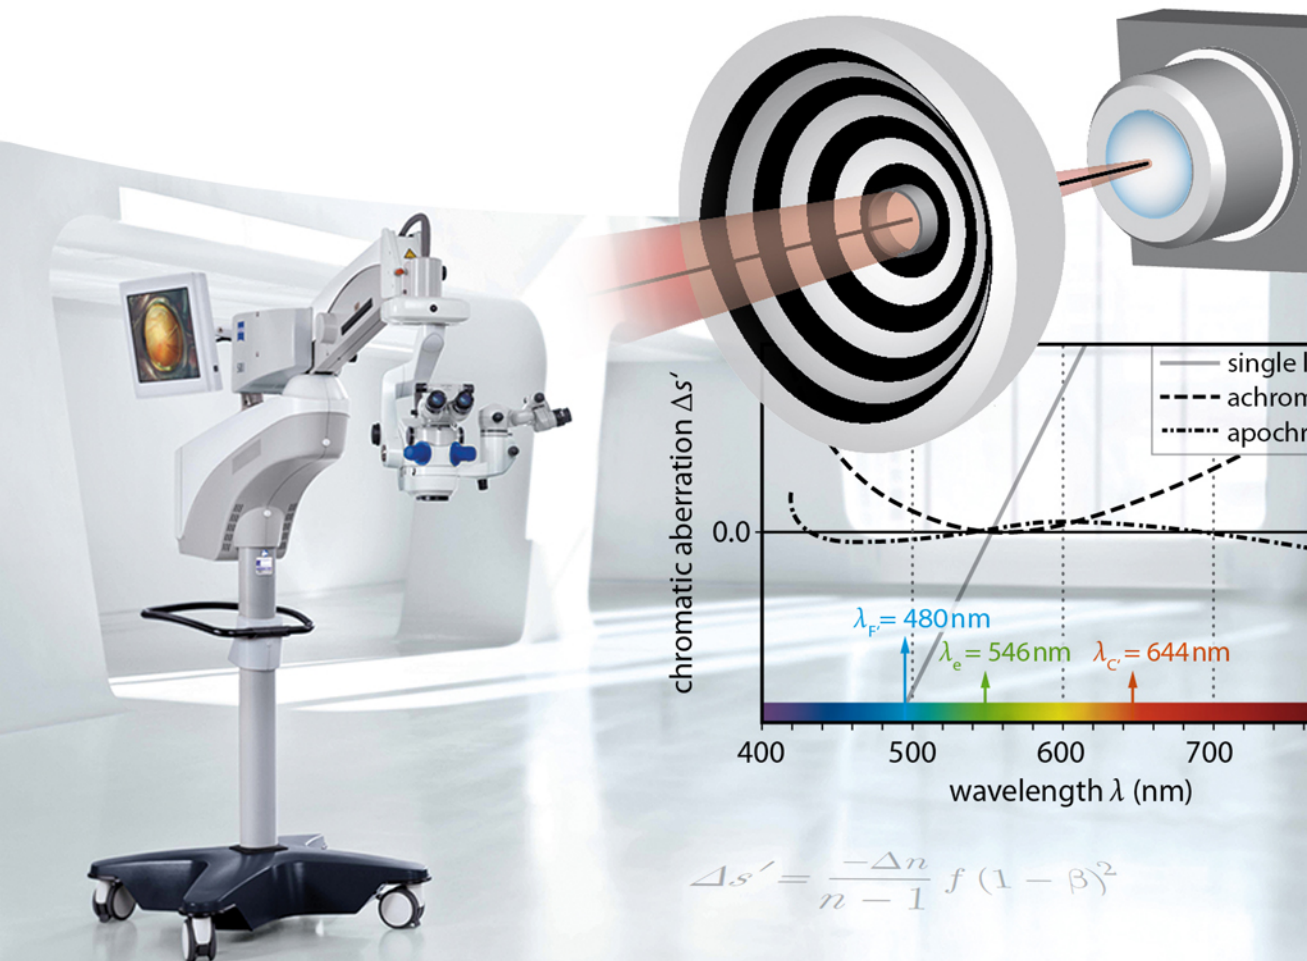 single
achrom
apochr
chromatic aberration Δs′
0.0
λF′ = 480 nm
λe = 546 nm
λC′ = 644 nm
400 500 600 700
wavelength λ (nm)
Δs′ = −Δn / n − 1 f (1 − β)²